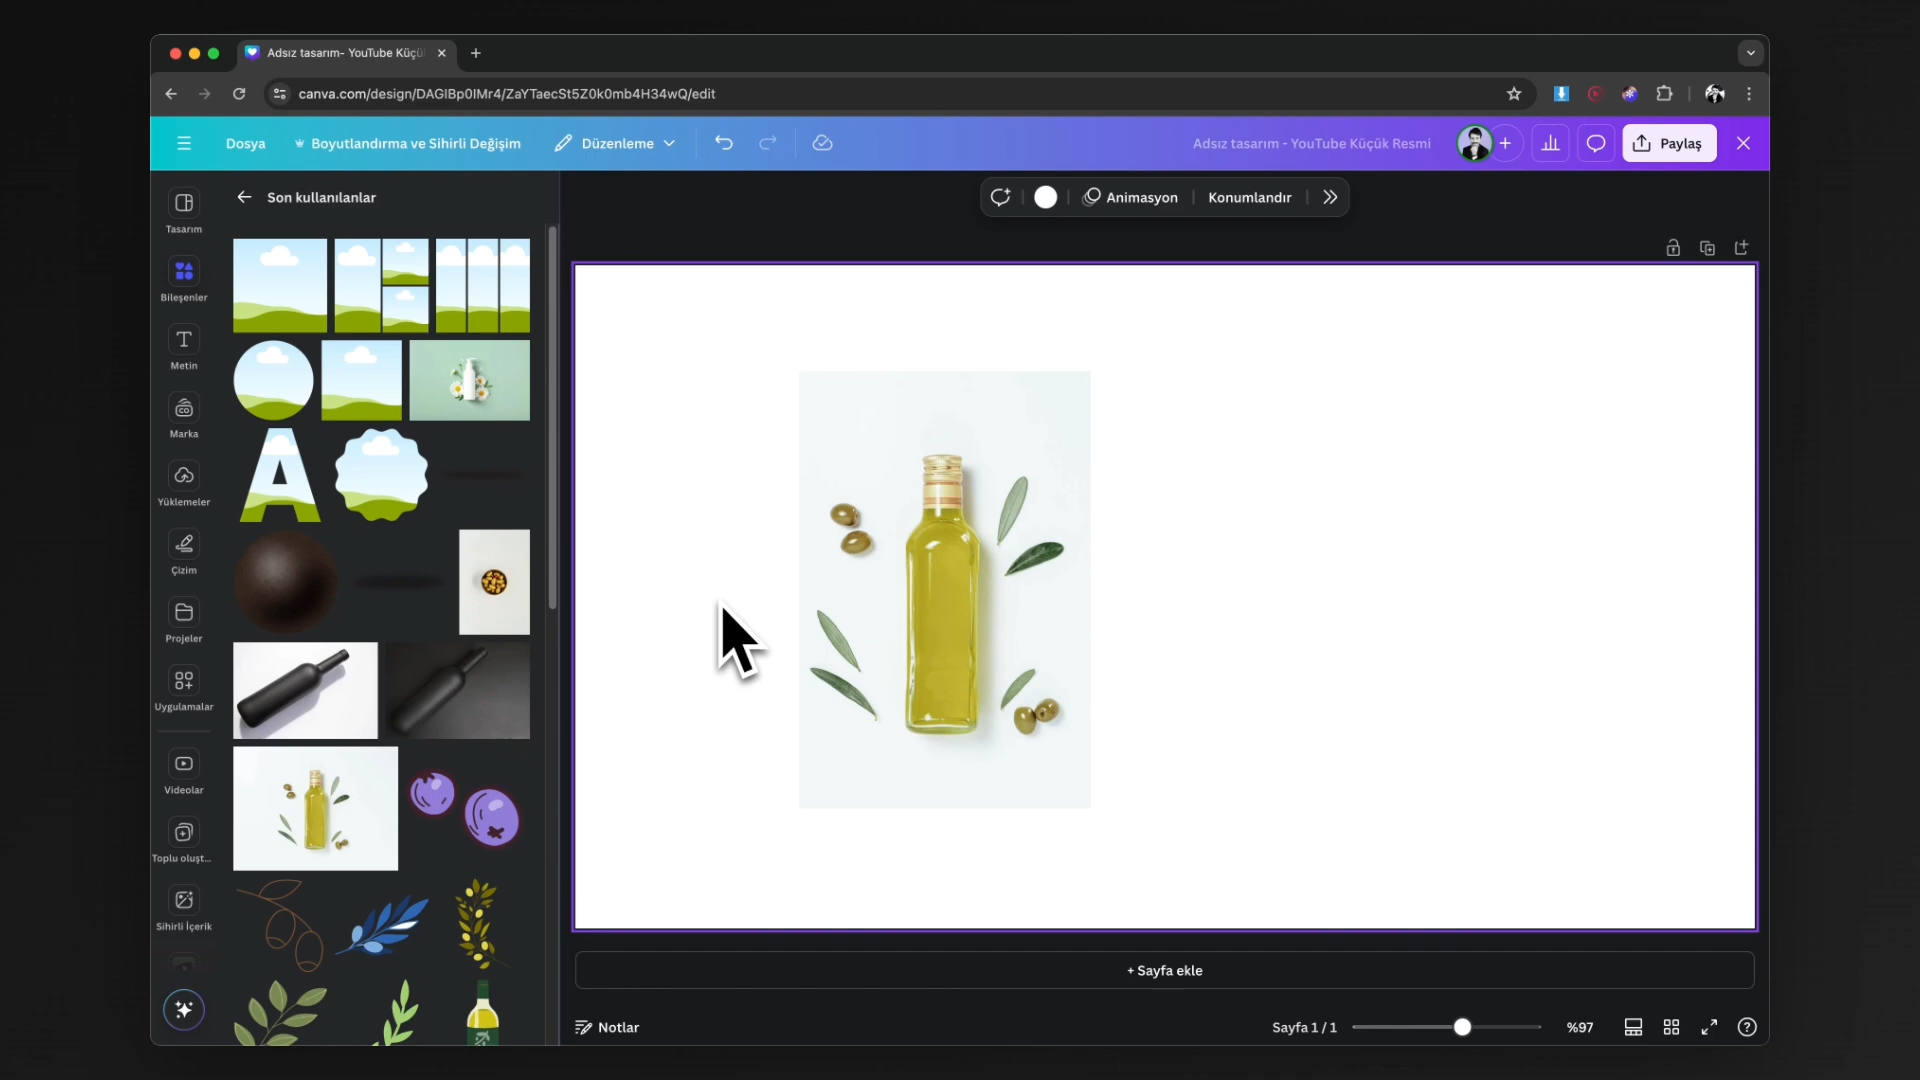 Adsız tasarım- YouTube Küçü
canva.com/design/DAGIBp0IMr4/ZaYTaecSt5Z0k0mb4H34wQ/edit
Dosya
Boyutlandırma ve Sihirli Değişim
Düzenleme
Adsız tasarım - YouTube Küçük Resmi
Paylaş
Tasarım
Bileşenler
Metin
Marka
Yüklemeler
Çizim
Projeler
Uygulamalar
Videolar
Toplu oluşt...
Sihirli İçerik
Son kullanılanlar
A
Animasyon
Konumlandır
+ Sayfa ekle
Notlar
Sayfa 1 / 1
%97